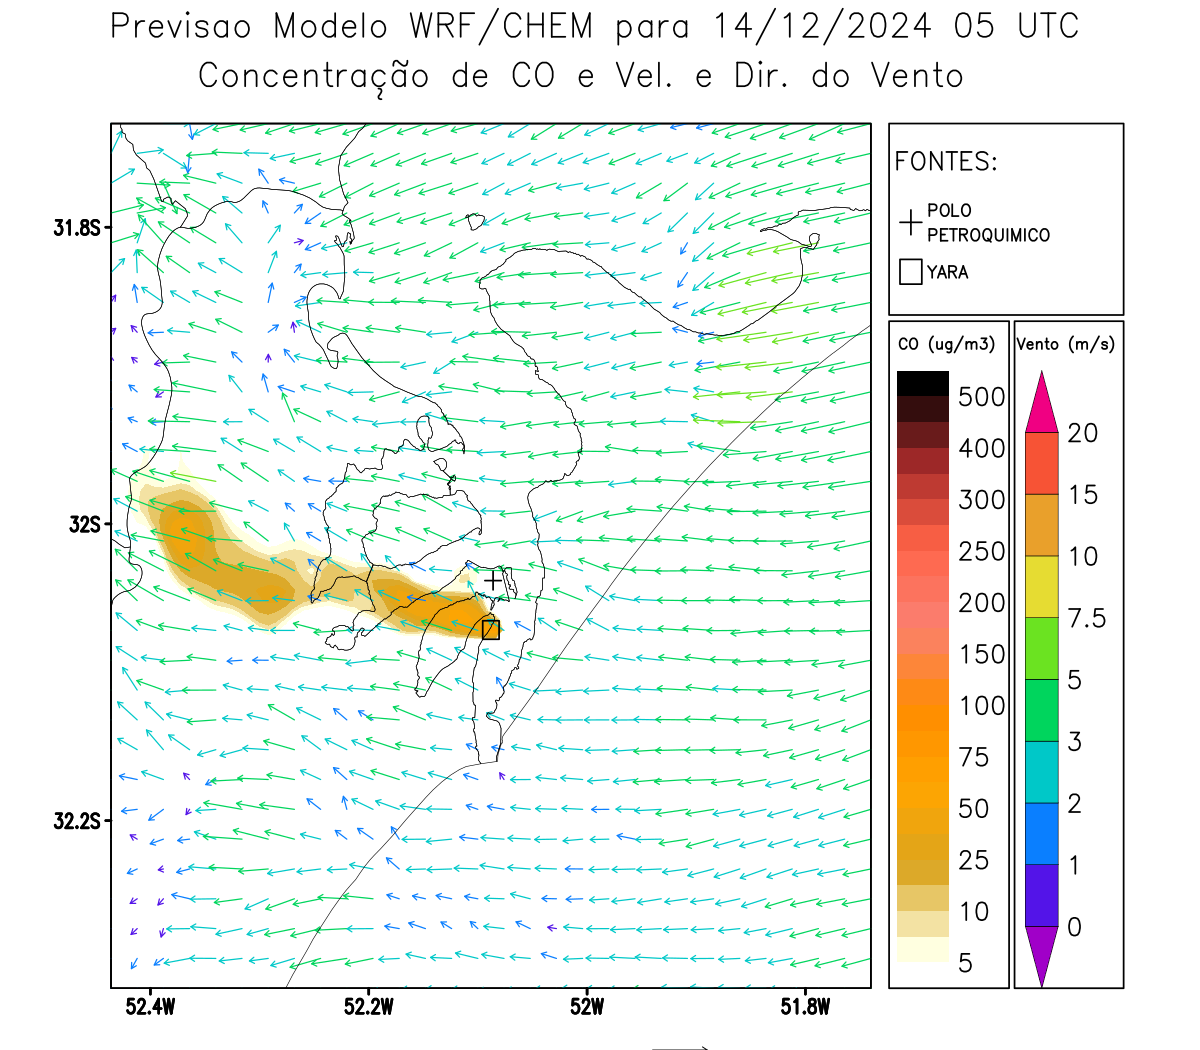 Previsao Modelo WRF/CHEM para 14/12/2024 05 UTC
Concentração de CO e Vel. e Dir. do Vento
FONTES:
POLO
PETROQUIMICO
YARA
CO (ug/m3)
500
400
300
250
200
150
100
75
50
25
10
5
Vento (m/s)
20
15
10
7.5
5
3
2
1
0
31.8S
32S
32.2S
52.4W
52.2W
52W
51.8W